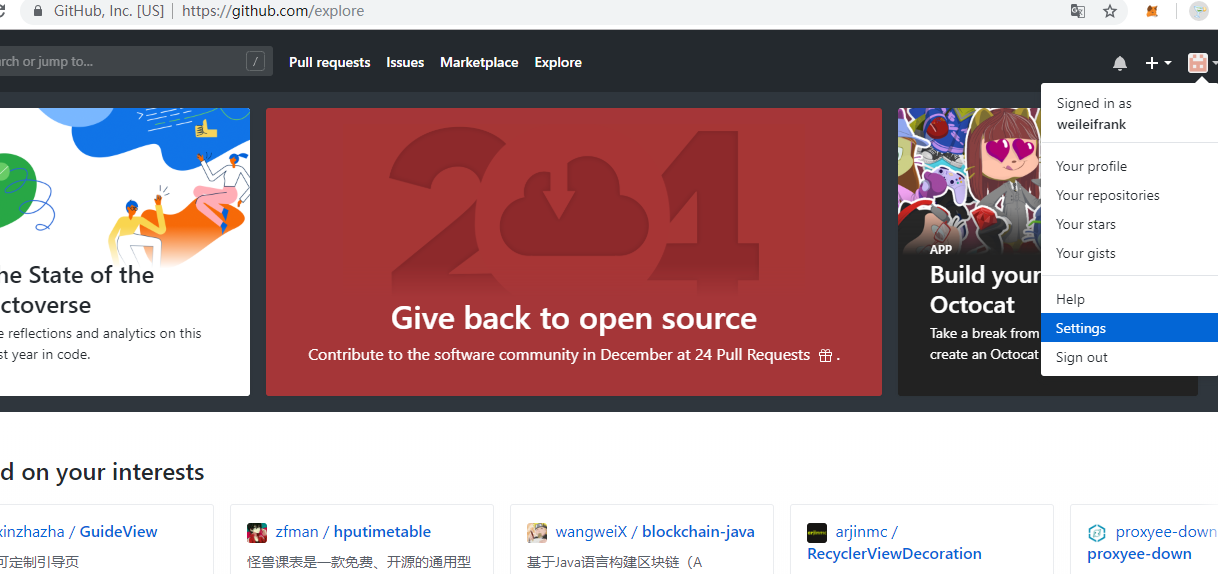 GitHub, Inc. [US] | https://github.com/explore
rch or jump to...
/
Pull requests Issues Marketplace Explore
Signed in as
weileifrank
Your profile
Your repositories
Your stars
Your gists
Help
Settings
Sign out
he State of the
ctoverse
e reflections and analytics on this
st year in code.
24
Give back to open source
Contribute to the software community in December at 24 Pull Requests .
APP
Build your
Octocat
Take a break from
create an Octocat
d on your interests
xinzhazha / GuideView
可定制引导页
zfman / hputimetable
怪兽课表是一款免费、开源的通用型
wangweiX / blockchain-java
基于Java语言构建区块链（A
arjinmc /
RecyclerViewDecoration
proxyee-down
proxyee-down